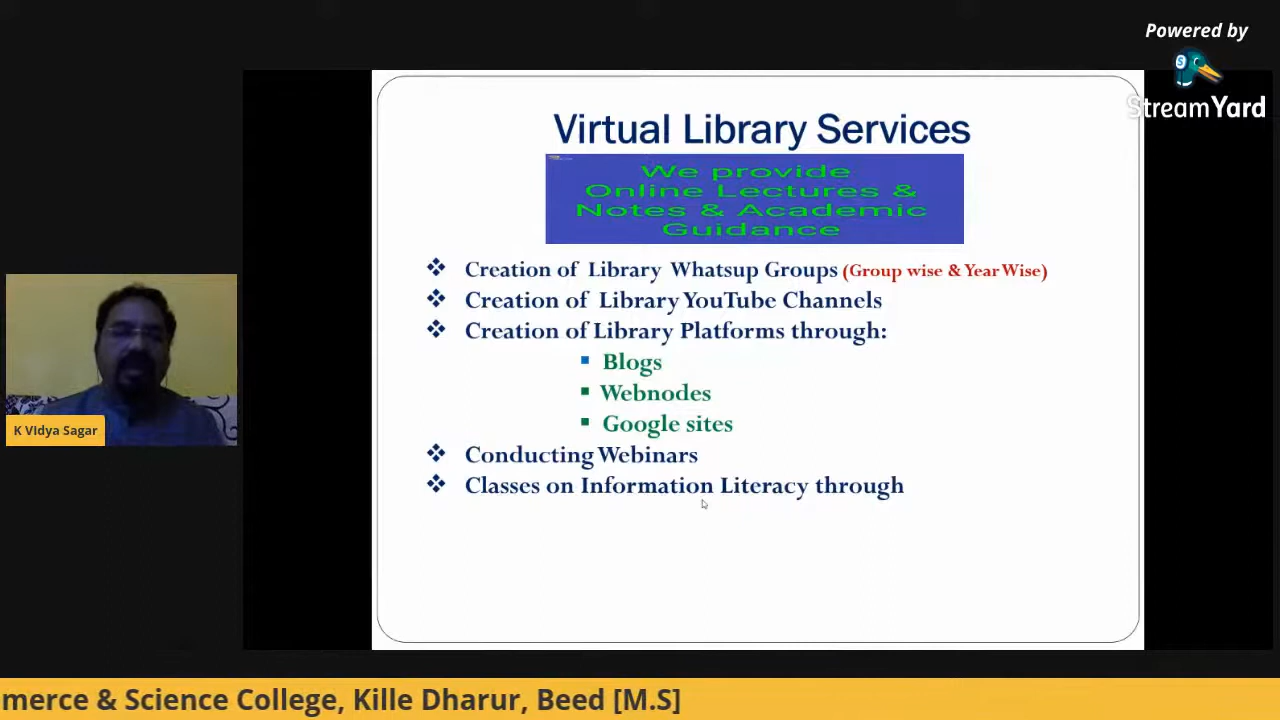 Powered by
StreamYard
Virtual Library Services
We provide
Online Lectures &
Notes & Academic
Guidance
Creation of Library Whatsup Groups (Group wise & Year Wise)
Creation of Library YouTube Channels
Creation of Library Platforms through:
Blogs
Webnodes
Google sites
Conducting Webinars
Classes on Information Literacy through
K Vidya Sagar
merce & Science College, Kille Dharur, Beed [M.S]